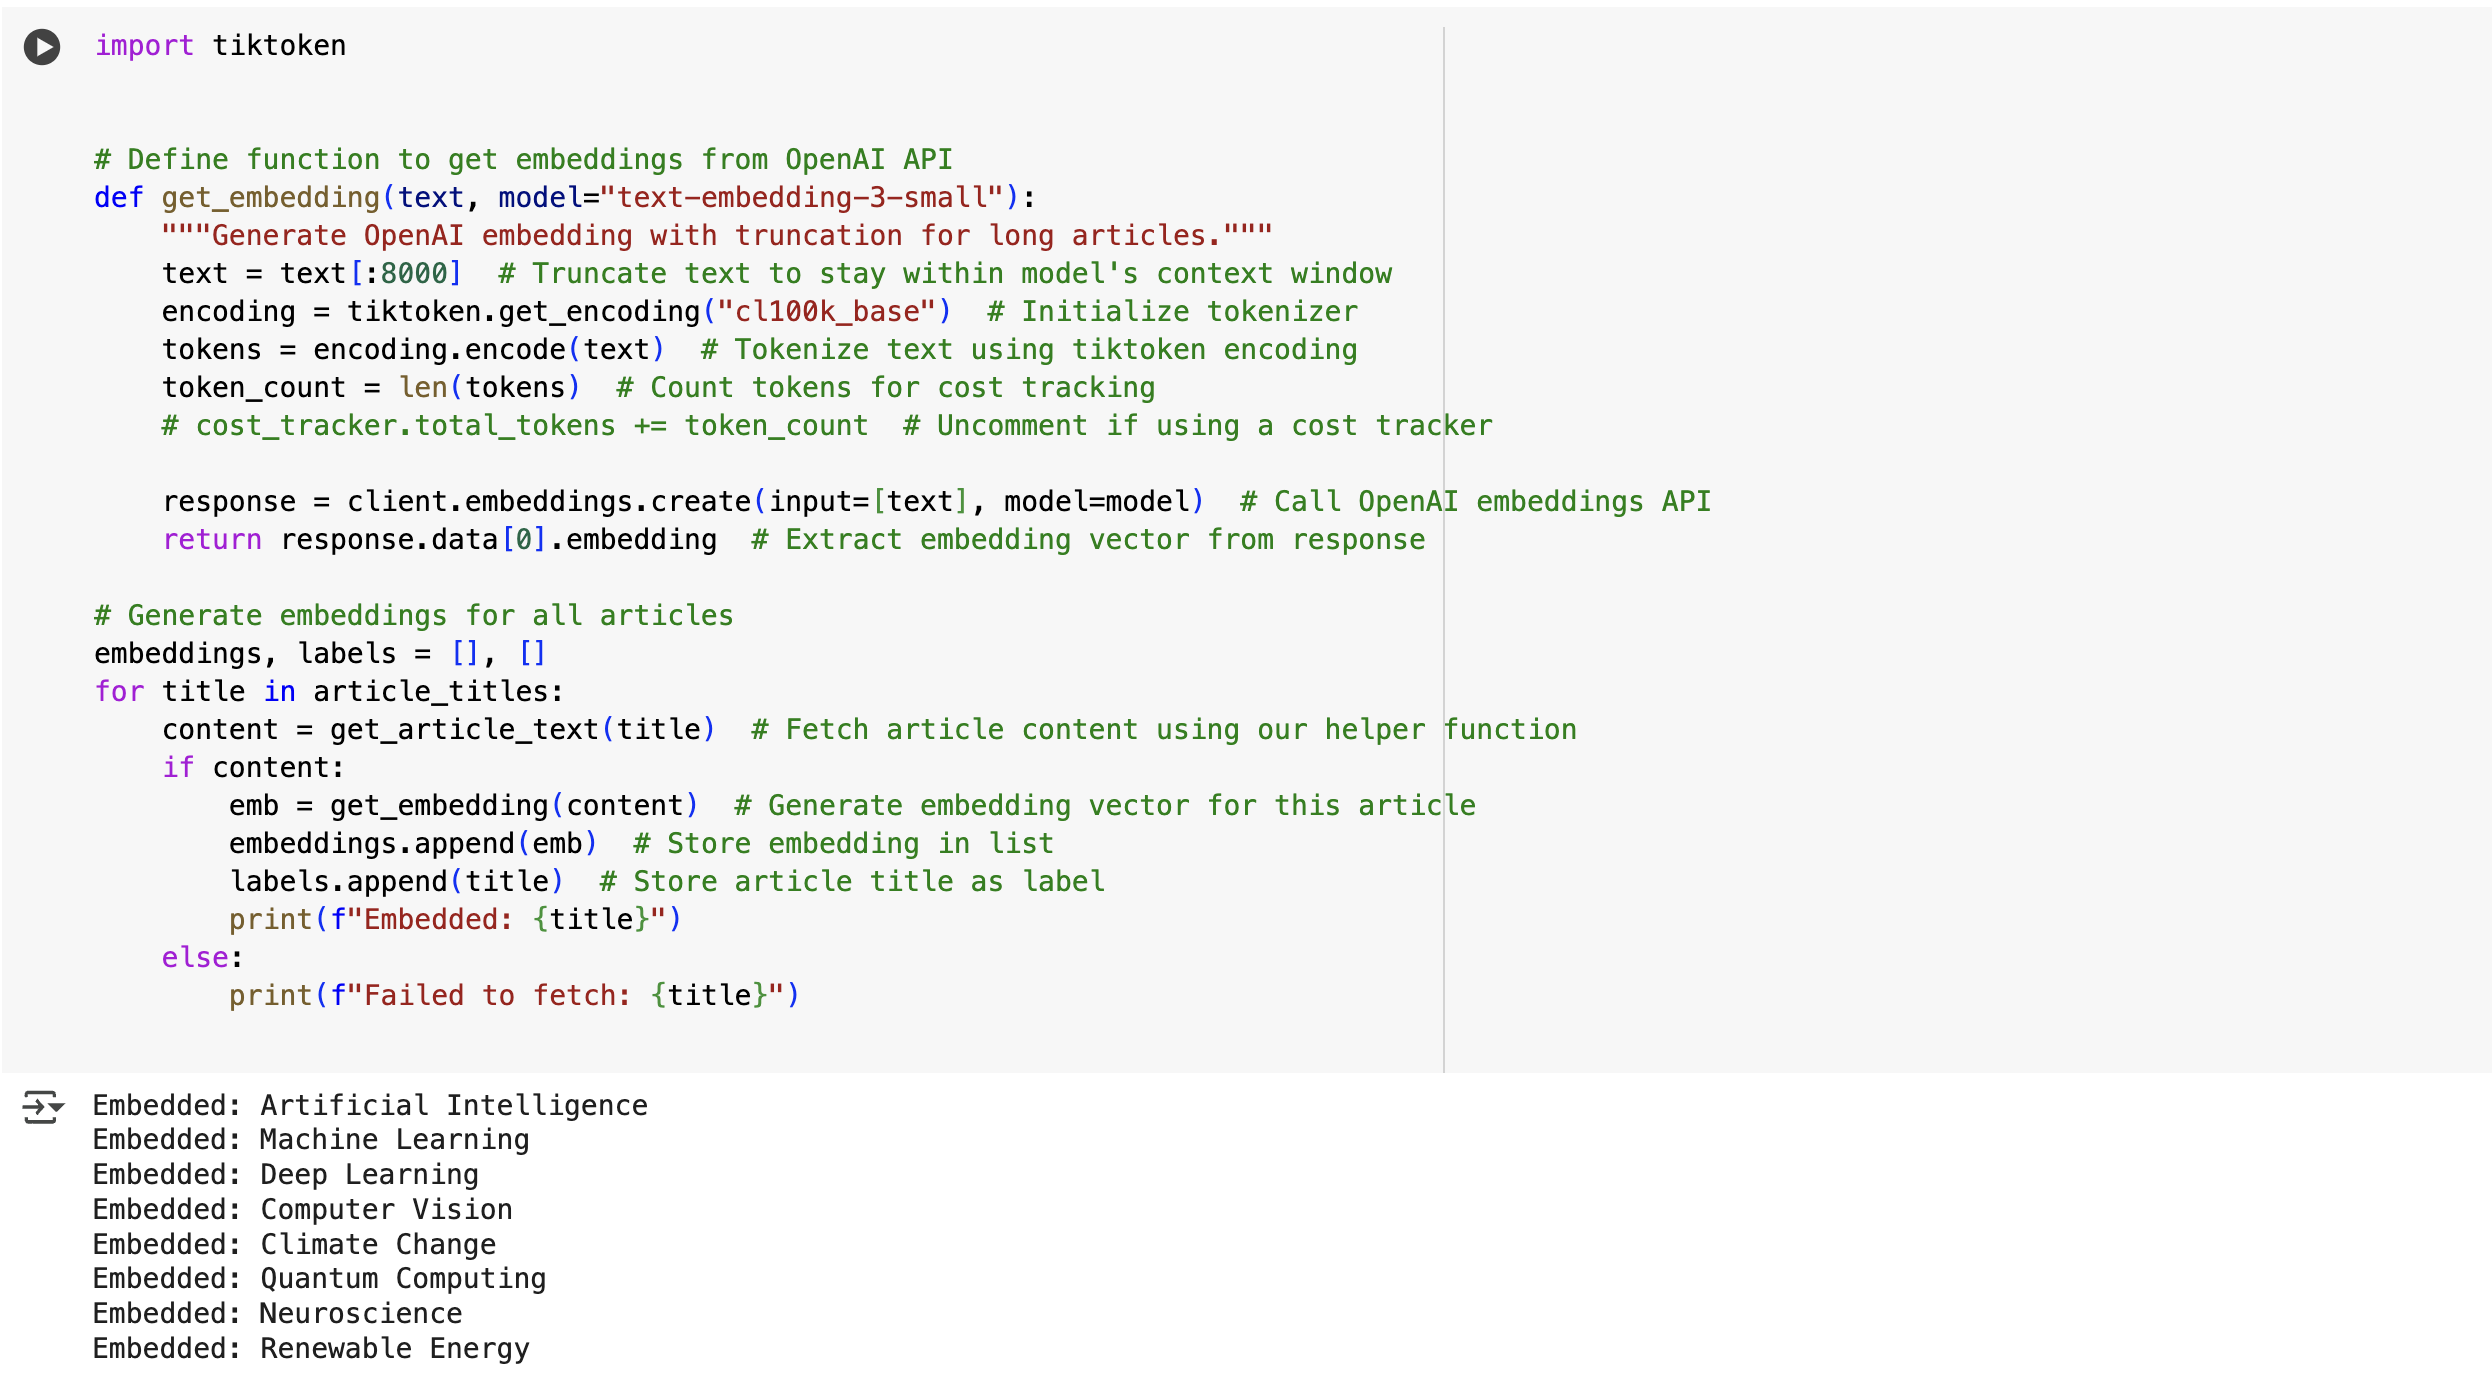 import tiktoken
# Define function to get embeddings from OpenAI API
def get_embedding(text, model="text-embedding-3-small"):
    """Generate OpenAI embedding with truncation for long articles."""
    text = text[:8000]  # Truncate text to stay within model's context window
    encoding = tiktoken.get_encoding("cl100k_base")  # Initialize tokenizer
    tokens = encoding.encode(text)  # Tokenize text using tiktoken encoding
    token_count = len(tokens)  # Count tokens for cost tracking
    # cost_tracker.total_tokens += token_count  # Uncomment if using a cost tracker
    response = client.embeddings.create(input=[text], model=model)  # Call OpenAI embeddings API
    return response.data[0].embedding  # Extract embedding vector from response
# Generate embeddings for all articles
embeddings, labels = [], []
for title in article_titles:
    content = get_article_text(title)  # Fetch article content using our helper function
    if content:
        emb = get_embedding(content)  # Generate embedding vector for this article
        embeddings.append(emb)  # Store embedding in list
        labels.append(title)  # Store article title as label
        print(f"Embedded: {title}")
    else:
        print(f"Failed to fetch: {title}")
Embedded: Artificial Intelligence
Embedded: Machine Learning
Embedded: Deep Learning
Embedded: Computer Vision
Embedded: Climate Change
Embedded: Quantum Computing
Embedded: Neuroscience
Embedded: Renewable Energy